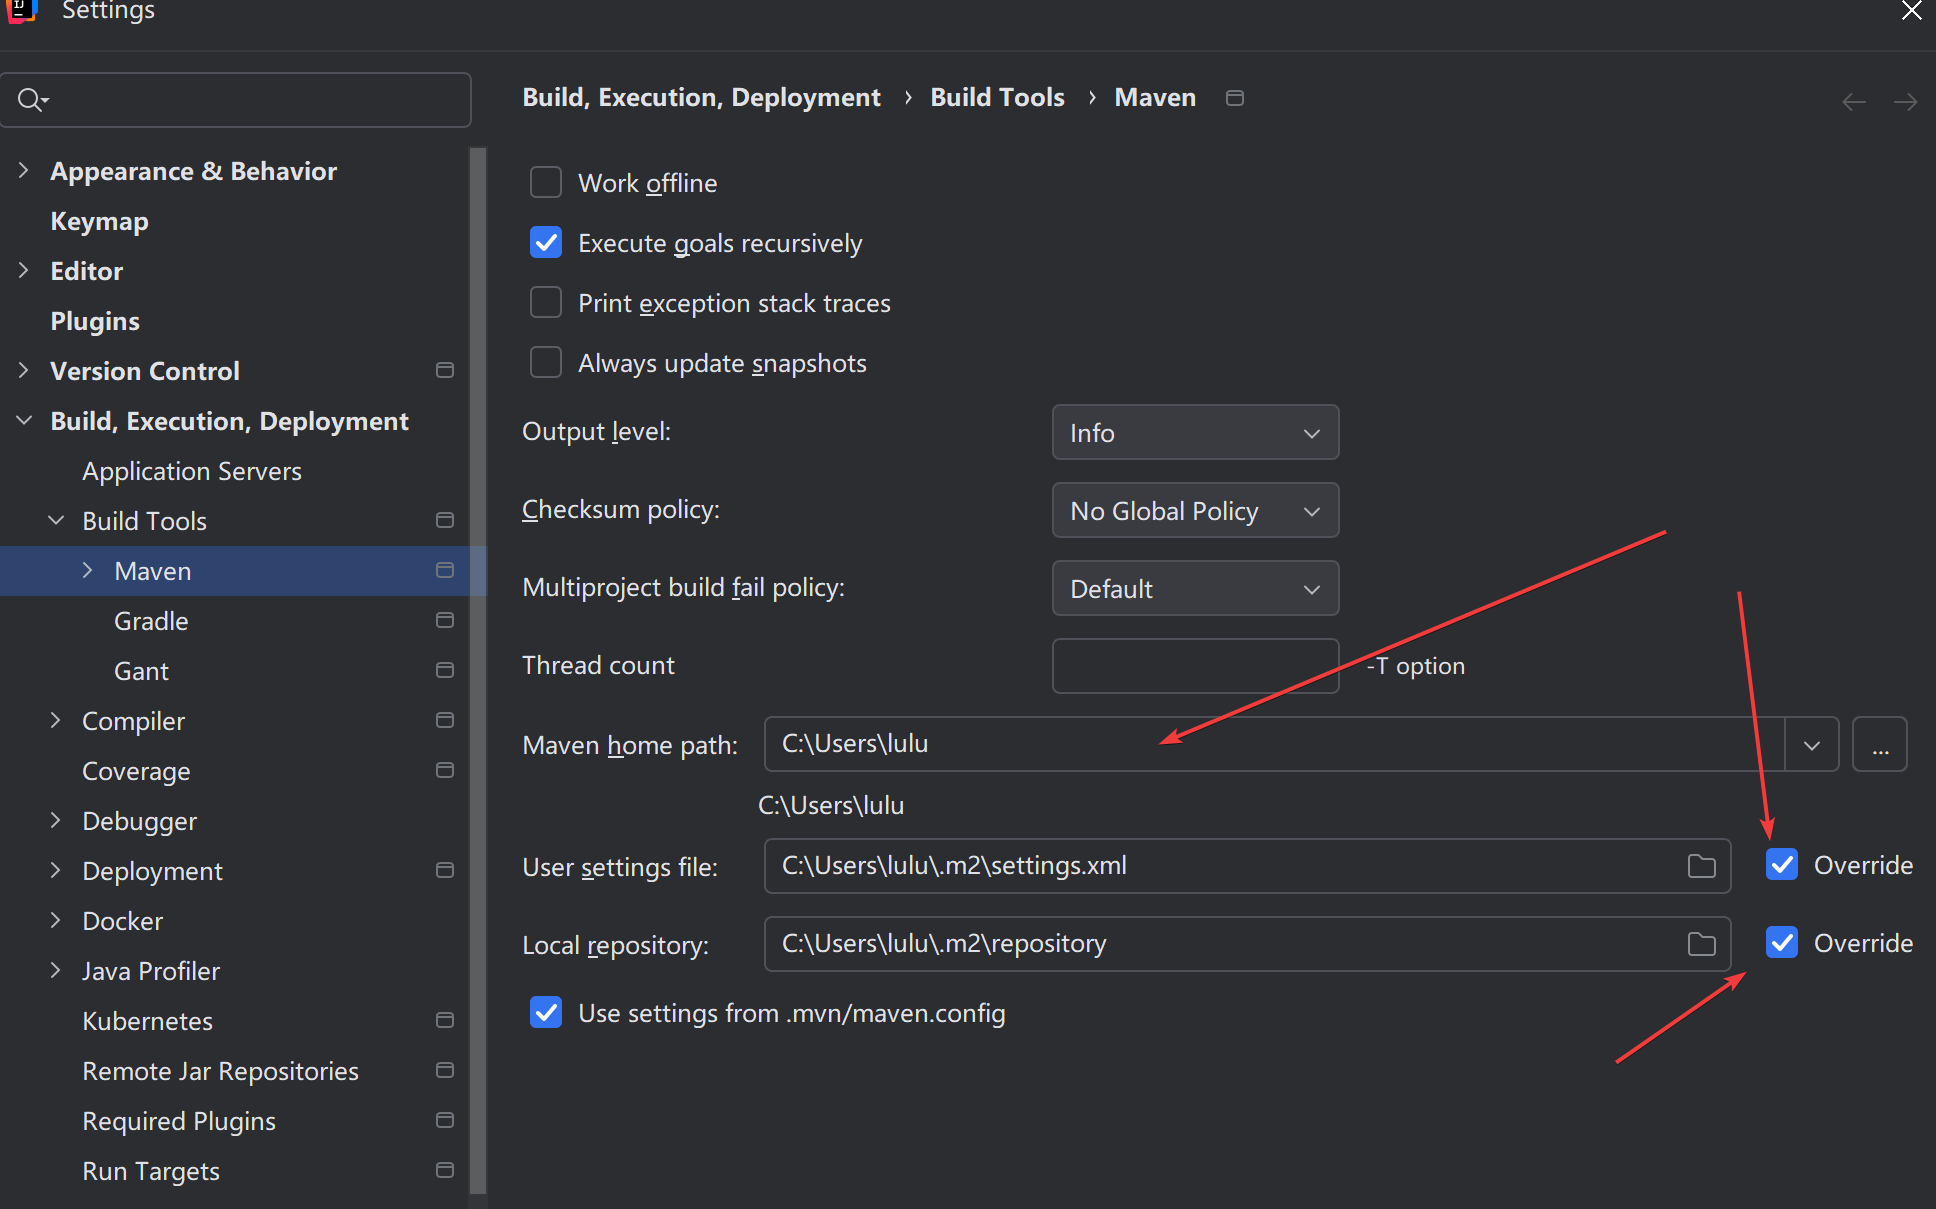 Settings
Build, Execution, Deployment › Build Tools › Maven
Appearance & Behavior
Keymap
Editor
Plugins
Version Control
Build, Execution, Deployment
Application Servers
Build Tools
Maven
Gradle
Gant
Compiler
Coverage
Debugger
Deployment
Docker
Java Profiler
Kubernetes
Remote Jar Repositories
Required Plugins
Run Targets
Work offline
Execute goals recursively
Print exception stack traces
Always update snapshots
Output level: Info
Checksum policy: No Global Policy
Multiproject build fail policy: Default
Thread count -T option
Maven home path: C:\Users\lulu ...
C:\Users\lulu
User settings file: C:\Users\lulu\.m2\settings.xml Override
Local repository: C:\Users\lulu\.m2\repository Override
Use settings from .mvn/maven.config